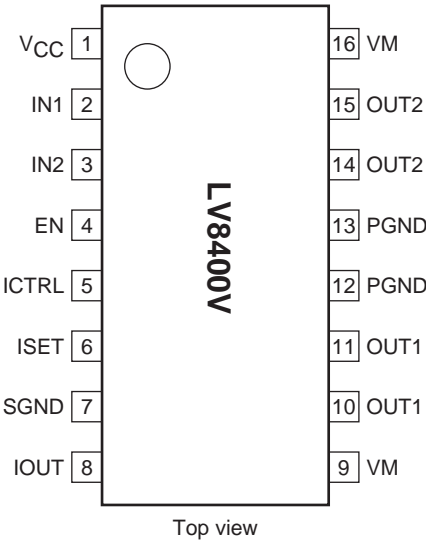 VCC 1 16 VM
IN1 2 15 OUT2
IN2 3 14 OUT2
EN 4 13 PGND
ICTRL 5 12 PGND
ISET 6 11 OUT1
SGND 7 10 OUT1
IOUT 8 9 VM
LV8400V
Top view